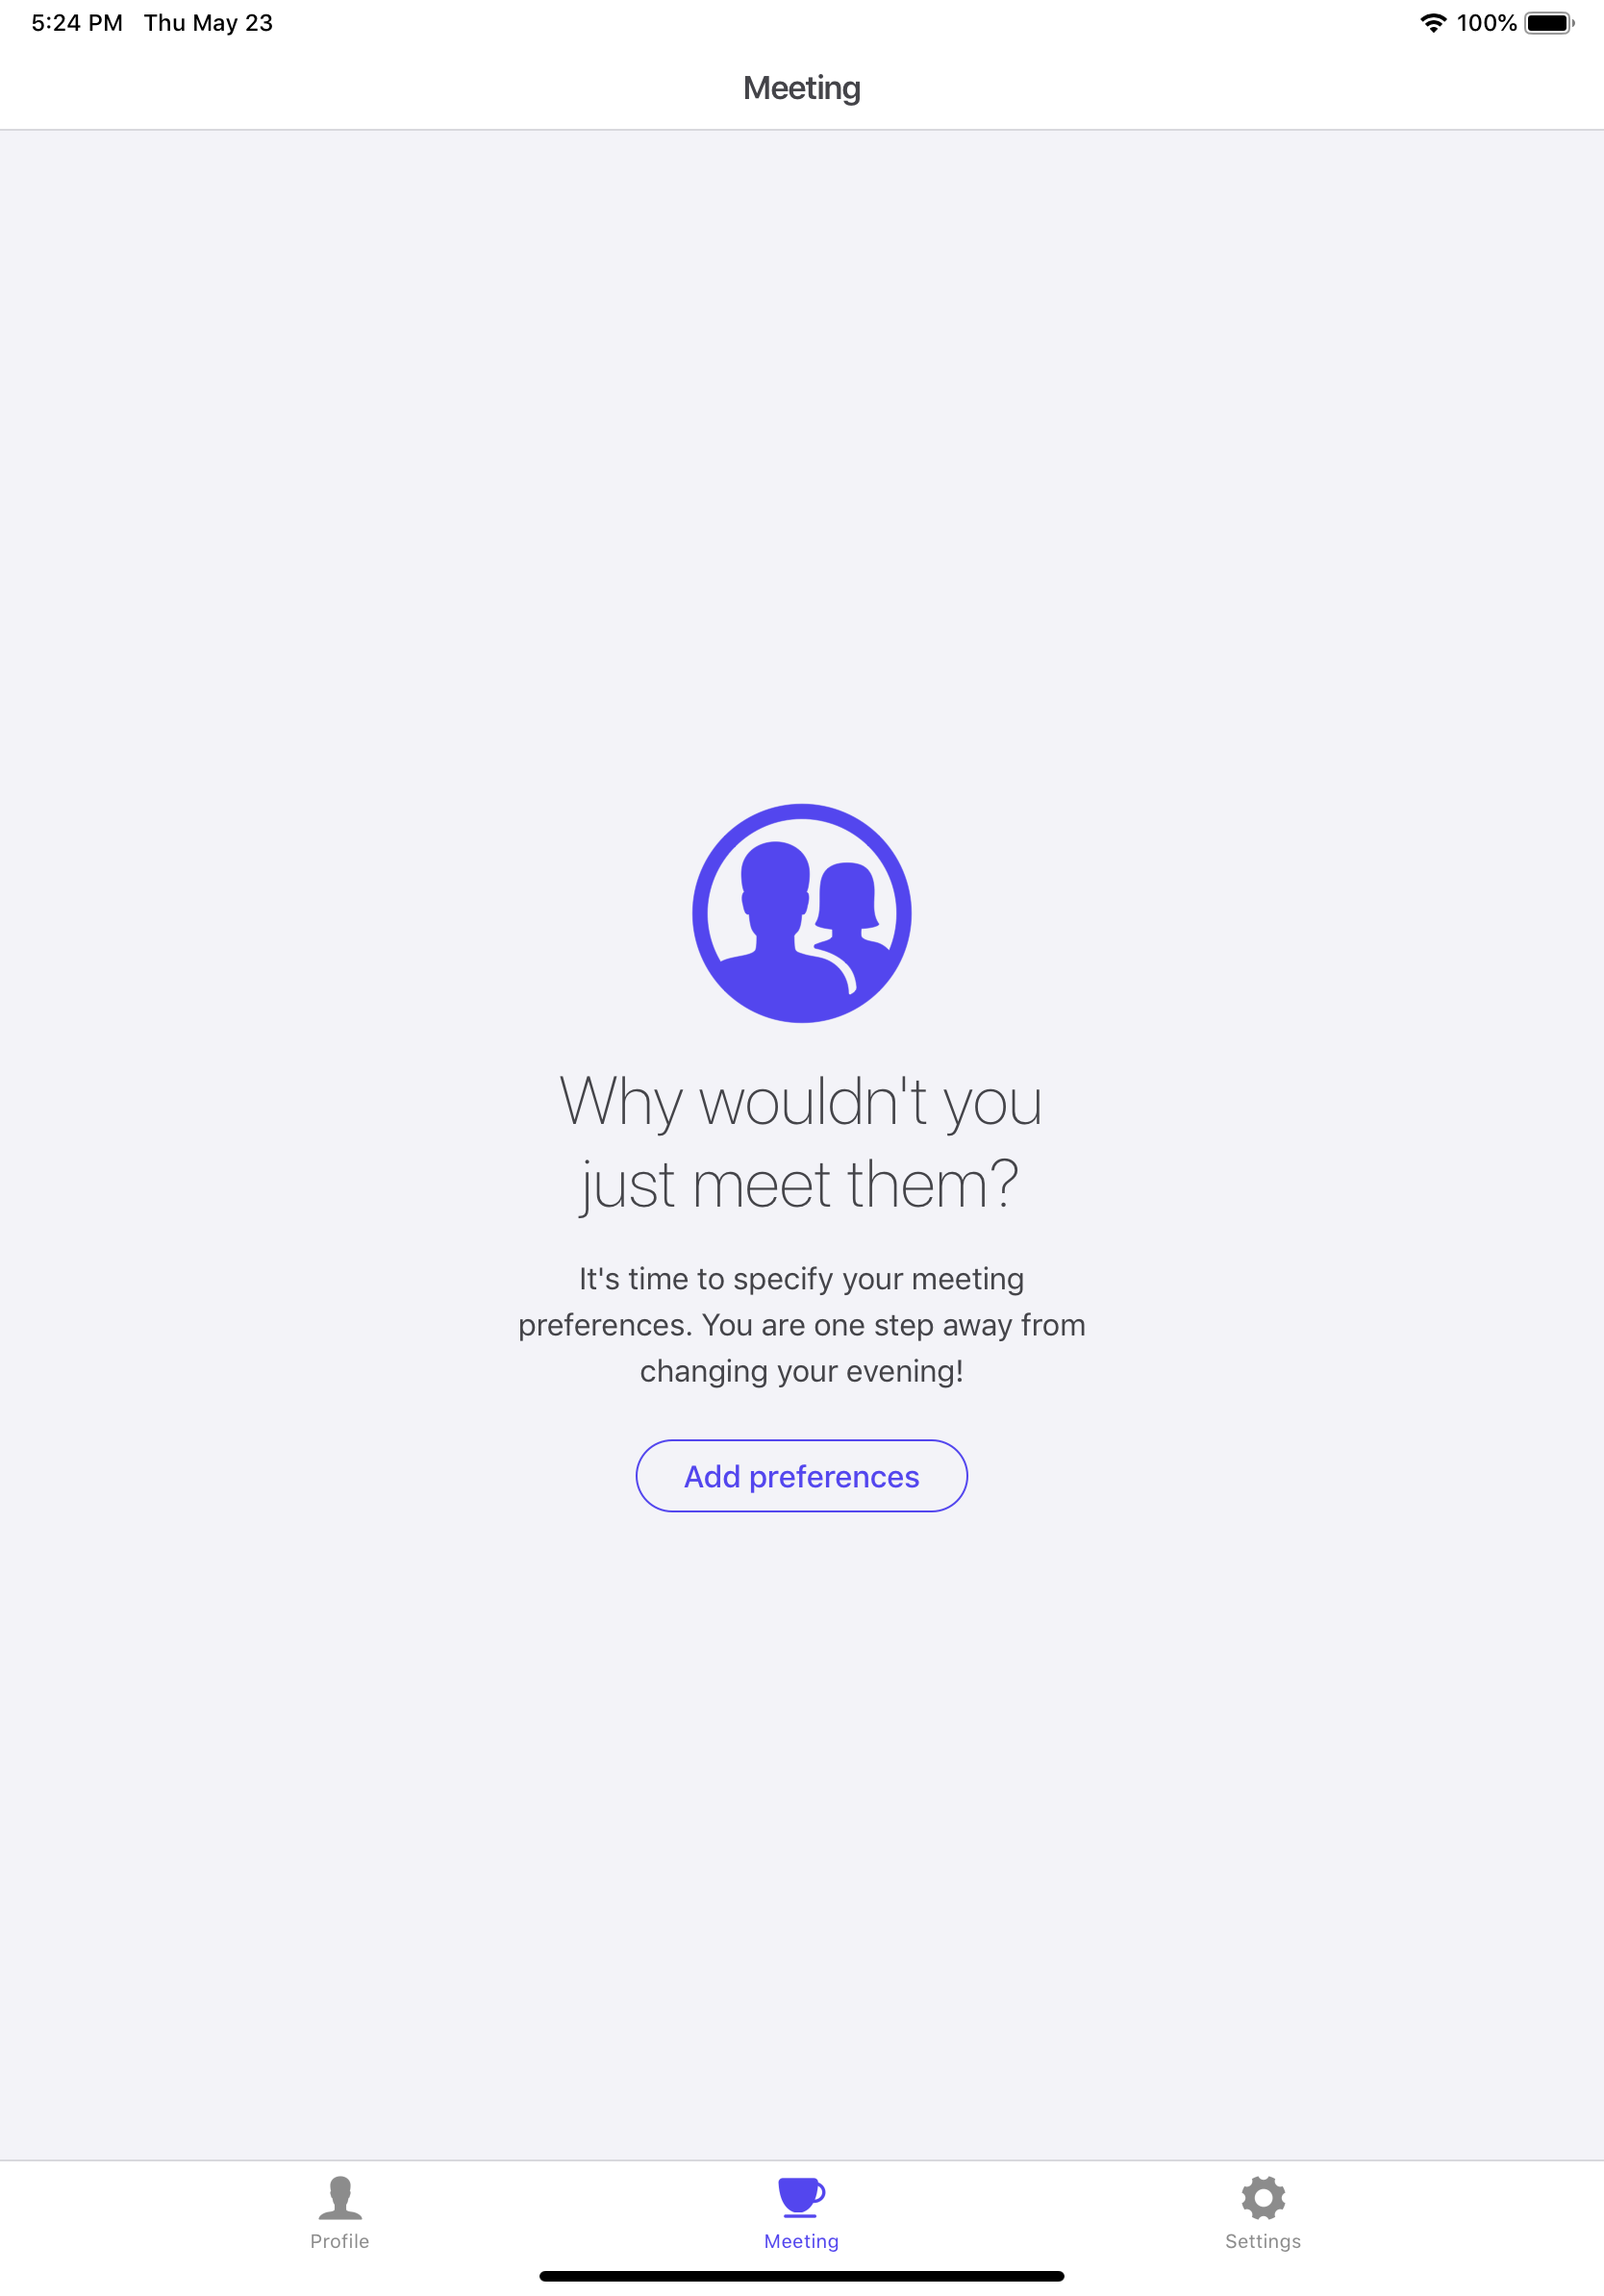 5:24 PM Thu May 23 100%
Meeting
Why wouldn't you
just meet them?
It's time to specify your meeting
preferences. You are one step away from
changing your evening!
Add preferences
Profile Meeting Settings